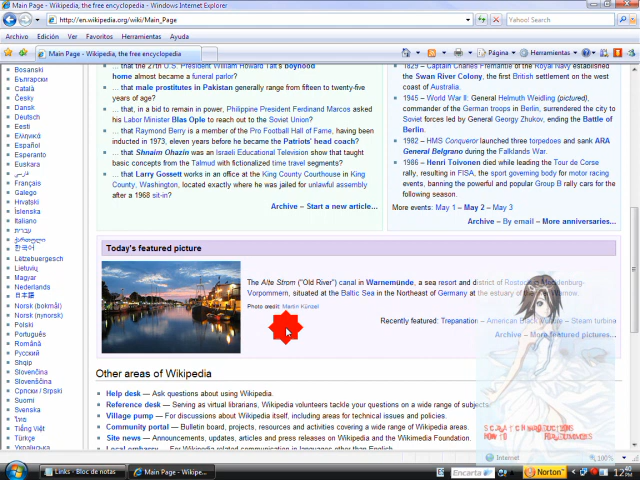 Main Page - Wikipedia, the free encyclopedia - Windows Internet Explorer
http://en.wikipedia.org/wiki/Main_Page
Yahoo! Search
Archivo Edición Ver Favoritos Herramientas Ayuda
Main Page - Wikipedia, the free encyclopedia
Página Herramientas
Bosanski
Български
Català
Česky
Dansk
Deutsch
Eesti
Ελληνικά
Español
Esperanto
Euskara
فارسی
Français
Galego
Hrvatski
Íslenska
Italiano
עברית
ქართული
Lëtzebuergesch
Lietuvių
Magyar
Nederlands
日本語
Norsk (bokmål)
Norsk (nynorsk)
Polski
Português
Română
Русский
Shqip
Slovenčina
Slovenščina
Српски / Srpski
Suomi
Svenska
ไทย
Tiếng Việt
Türkçe
Українська
... that the 27th U.S. President William Howard Taft's boyhood
home almost became a funeral parlor?
... that male prostitutes in Pakistan generally range from fifteen to twenty-five
years of age?
... that, in a bid to remain in power, Philippine President Ferdinand Marcos asked
his Labor Minister Blas Ople to reach out to the Soviet Union?
... that Raymond Berry is a member of the Pro Football Hall of Fame, having been
inducted in 1973, eleven years before he became the Patriots' head coach?
... that Shnaim Ohazin was an Israeli Educational Television show that taught
basic concepts from the Talmud with fictionalized time travel segments?
... that Larry Gossett works in an office at the King County Courthouse in King
County, Washington, located exactly where he was jailed for unlawful assembly
after a 1968 sit-in?
Archive – Start a new article...
1829 – Captain Charles Fremantle of the Royal Navy established
the Swan River Colony, the first British settlement on the west
coast of Australia.
1945 – World War II: General Helmuth Weidling (pictured),
commander of the German troops in Berlin, surrendered the city to
Soviet forces led by General Georgy Zhukov, ending the Battle of
Berlin.
1982 – HMS Conqueror launched three torpedoes and sank ARA
General Belgrano during the Falklands War.
1986 – Henri Toivonen died while leading the Tour de Corse
rally, resulting in FISA, the sport governing body for motor racing
events, banning the powerful and popular Group B rally cars for the
following season.
More events: May 1 – May 2 – May 3
Archive – By email – More anniversaries...
Today's featured picture
The Alte Strom ("Old River") canal in Warnemünde, a sea resort and district of Rostock in Mecklenburg-
Vorpommern, situated at the Baltic Sea in the Northeast of Germany at the estuary of the
Photo credit: Martin Künzel
Recently featured: Trepanation – American Black Vulture – Steam turbine
Archive – More featured pictures...
Other areas of Wikipedia
Help desk — Ask questions about using Wikipedia.
Reference desk — Serving as virtual librarians, Wikipedia volunteers tackle your questions on a wide range of subjects.
Village pump — For discussions about Wikipedia itself, including areas for technical issues and policies.
Community portal — Bulletin board, projects, resources and activities covering a wide range of Wikipedia areas.
Site news — Announcements, updates, articles and press releases on Wikipedia and the Wikimedia Foundation.
Local embassy — For Wikipedia-related communication in languages other than English.
Internet 100%
Links - Bloc de notas
Main Page - Wikipe...
Encarta
Norton
12:40
PM